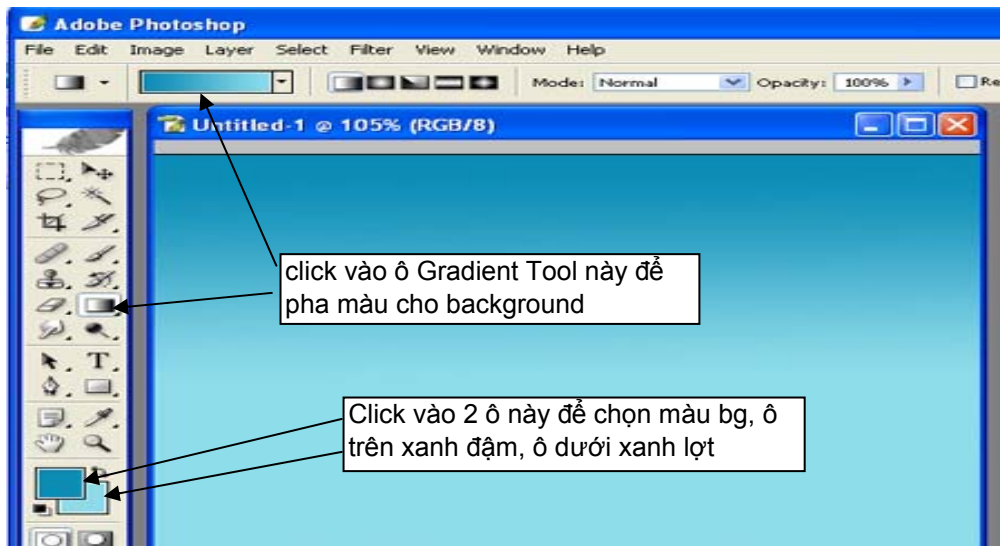 Adobe Photoshop
File Edit Image Layer Select Filter View Window Help
Mode: Normal Opacity: 100% Re
Untitled-1 @ 105% (RGB/8)
click vào ô Gradient Tool này để
pha màu cho background
T
Click vào 2 ô này để chọn màu bg, ô
trên xanh đậm, ô dưới xanh lợt